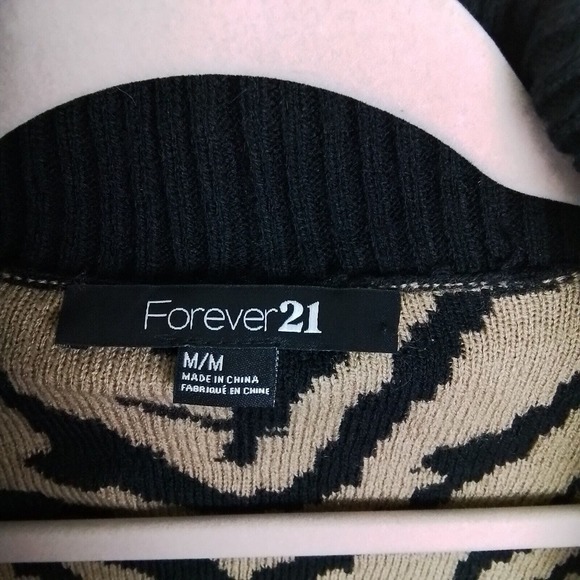 Forever21
M/M
MADE IN CHINA
FABRIQUÉ EN CHINE